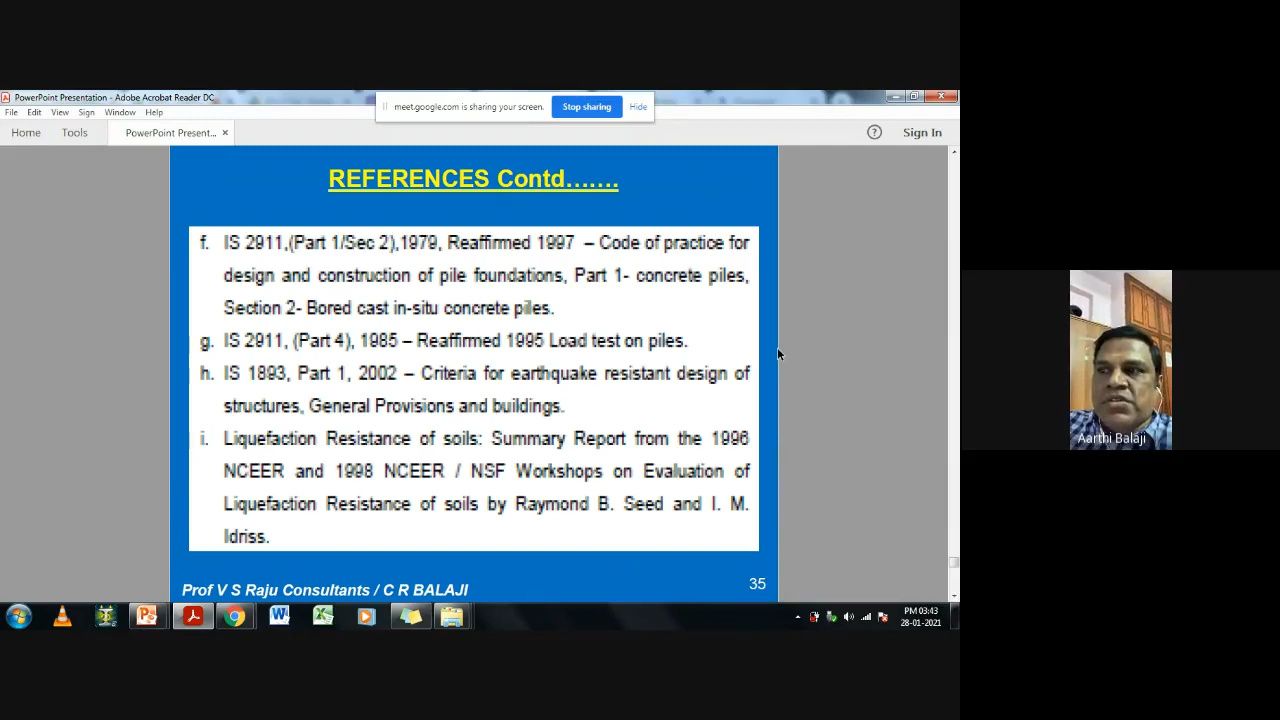 PowerPoint Presentation - Adobe Acrobat Reader DC
meet.google.com is sharing your screen. Stop sharing Hide
File Edit View Sign Window Help
Home Tools PowerPoint Present... × ? Sign In
REFERENCES Contd…….
f. IS 2911,(Part 1/Sec 2),1979, Reaffirmed 1997 – Code of practice for
design and construction of pile foundations, Part 1- concrete piles,
Section 2- Bored cast in-situ concrete piles.
g. IS 2911, (Part 4), 1985 – Reaffirmed 1995 Load test on piles.
h. IS 1893, Part 1, 2002 – Criteria for earthquake resistant design of
structures, General Provisions and buildings.
i. Liquefaction Resistance of soils: Summary Report from the 1996
NCEER and 1998 NCEER / NSF Workshops on Evaluation of
Liquefaction Resistance of soils by Raymond B. Seed and I. M.
Idriss.
Prof V S Raju Consultants / C R BALAJI 35
Aarthi Balaji
PM 03:43
28-01-2021